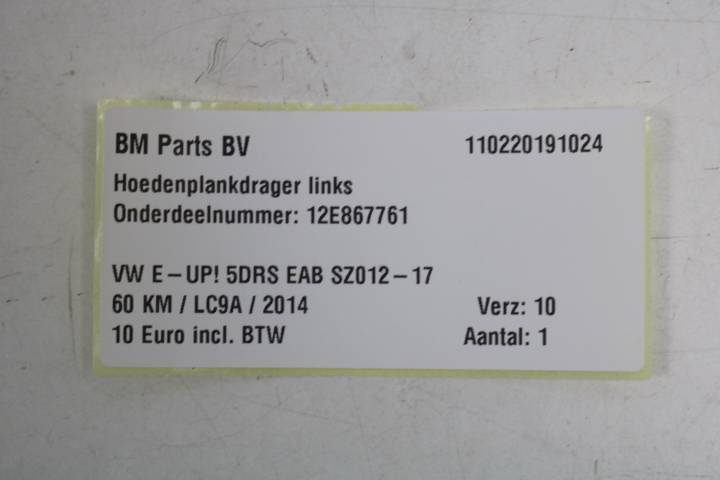 BM Parts BV 110220191024
Hoedenplankdrager links
Onderdeelnummer: 12E867761
VW E-UP! 5DRS EAB SZ012-17
60 KM / LC9A / 2014 Verz: 10
10 Euro incl. BTW Aantal: 1